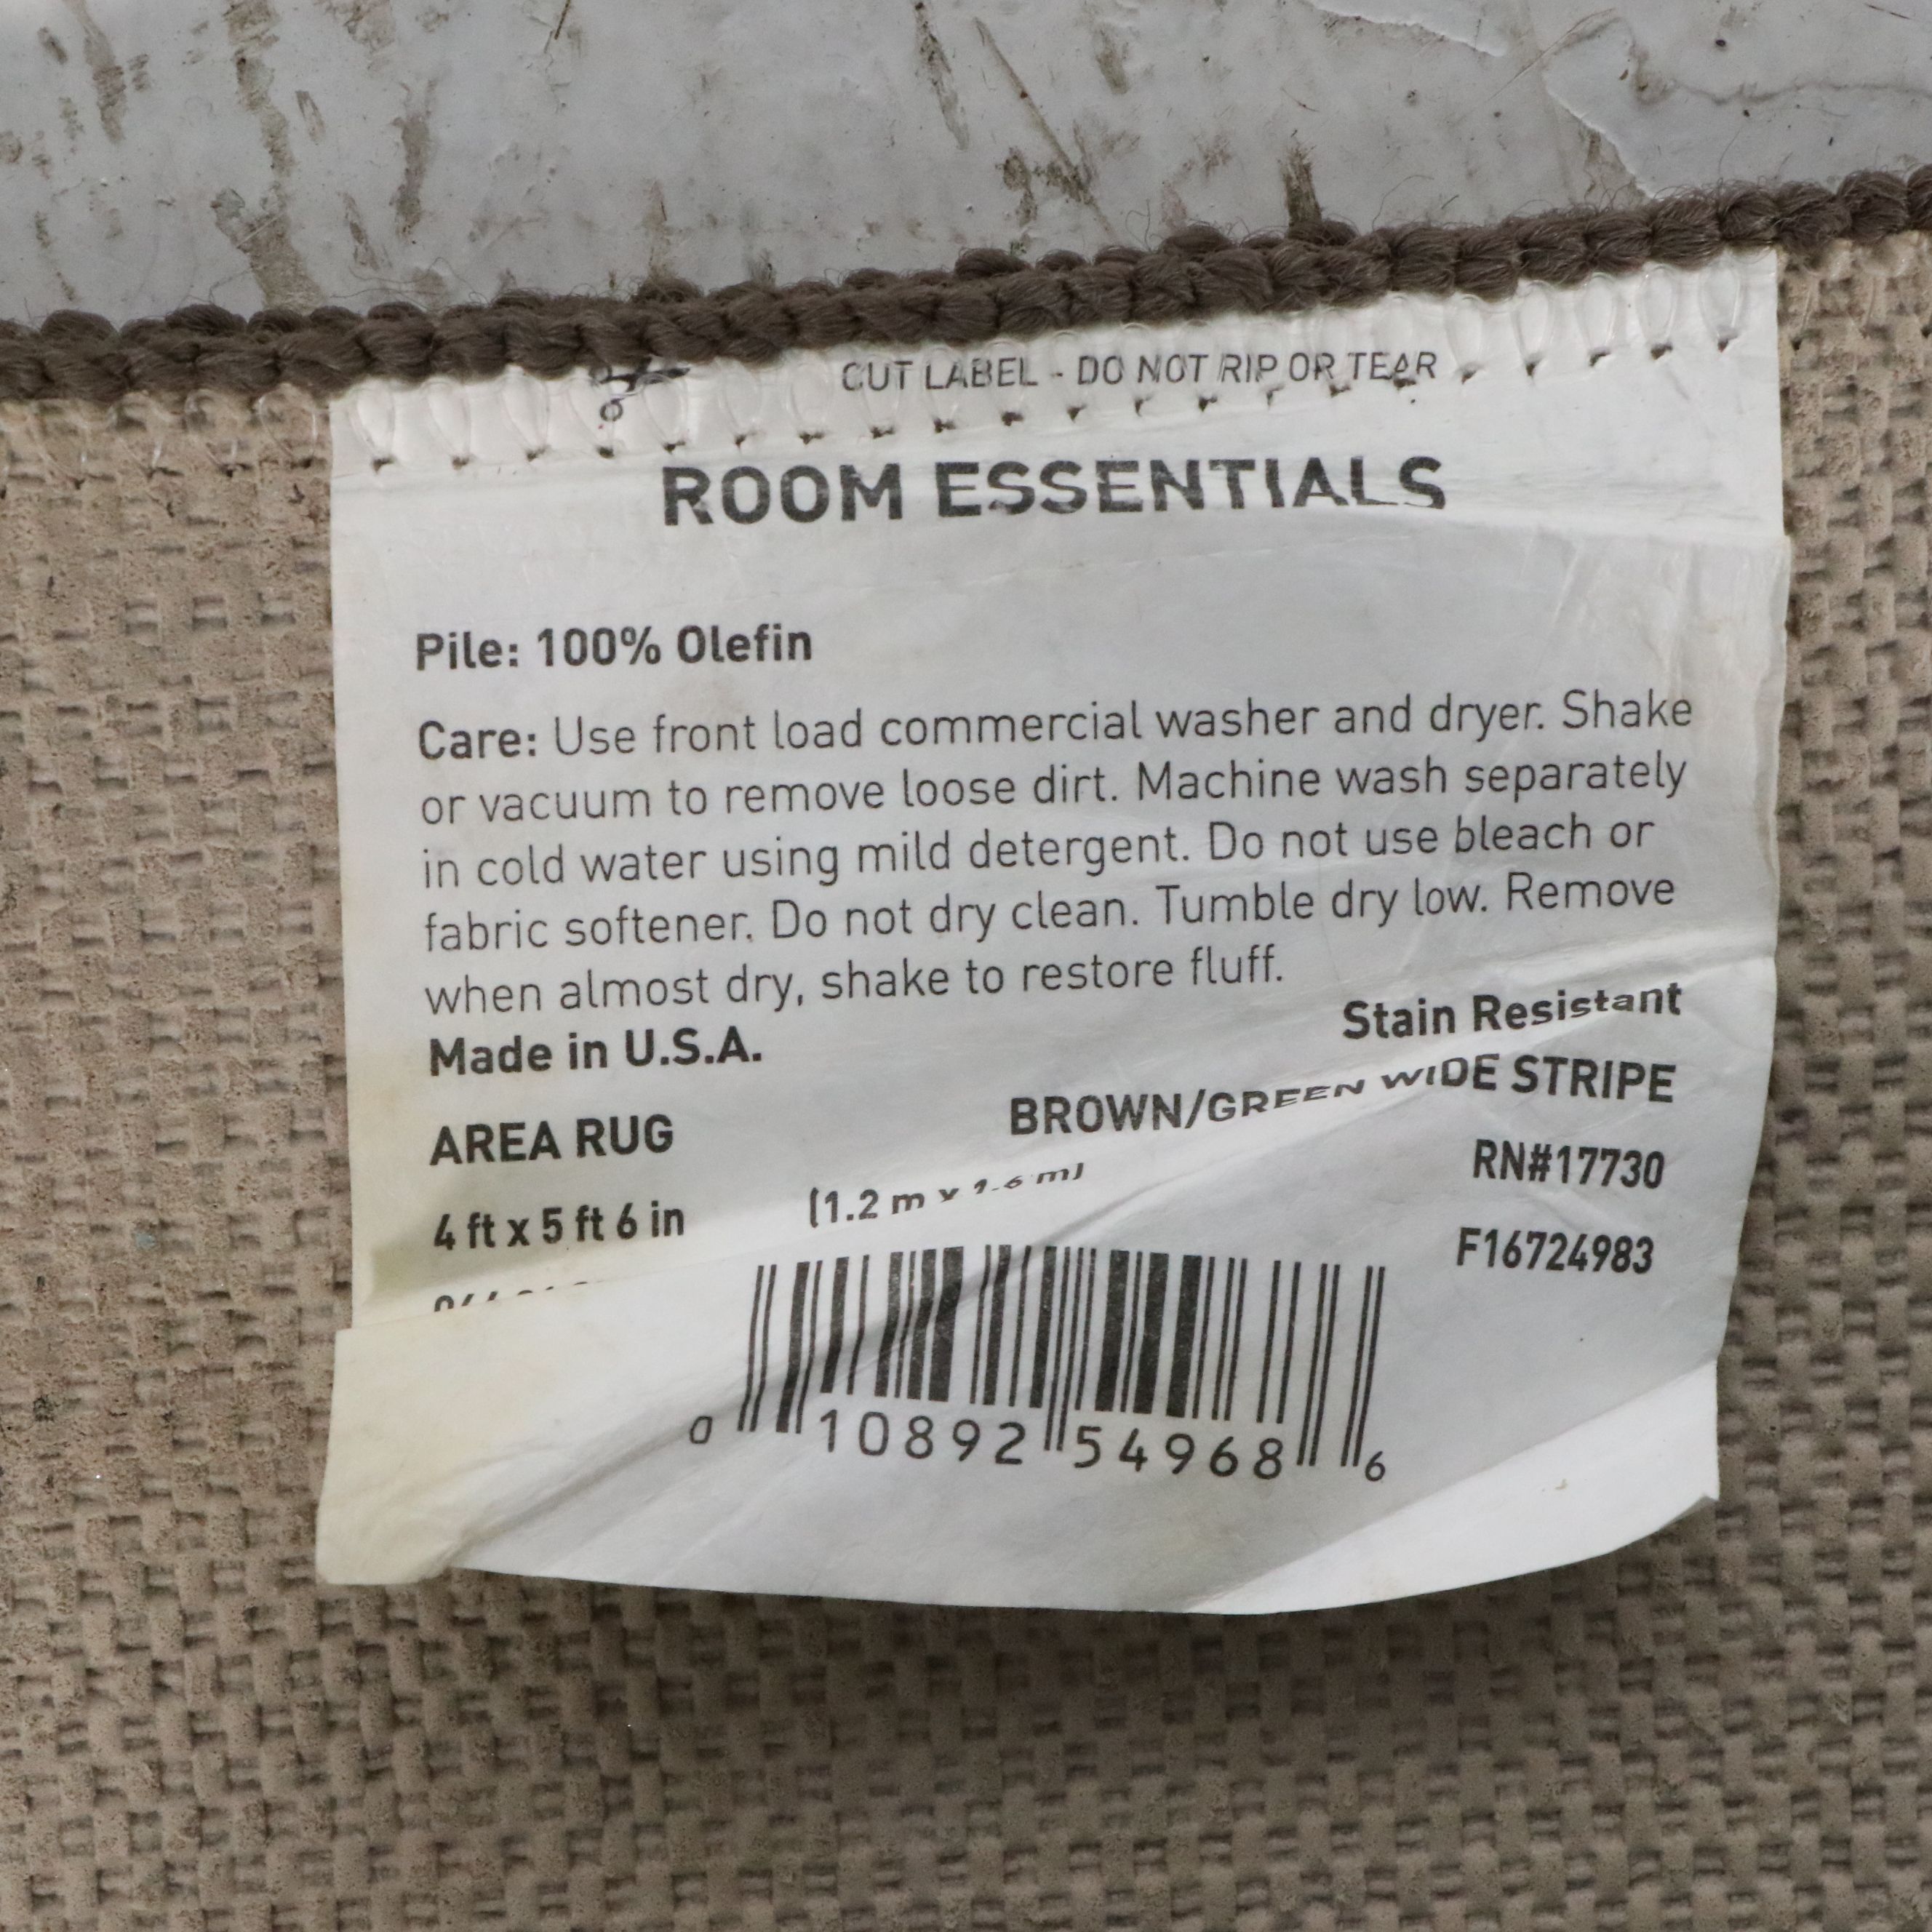 CUT LABEL - DO NOT RIP OR TEAR
ROOM ESSENTIALS
Pile: 100% Olefin
Care: Use front load commercial washer and dryer. Shake
or vacuum to remove loose dirt. Machine wash separately
in cold water using mild detergent. Do not use bleach or
fabric softener. Do not dry clean. Tumble dry low. Remove
when almost dry, shake to restore fluff.
Stain Resistant
Made in U.S.A.
BROWN/GREEN WIDE STRIPE
AREA RUG
RN#17730
4 ft x 5 ft 6 in (1.2 m x 1.6 m)
F16724983
0 10892 54968 6